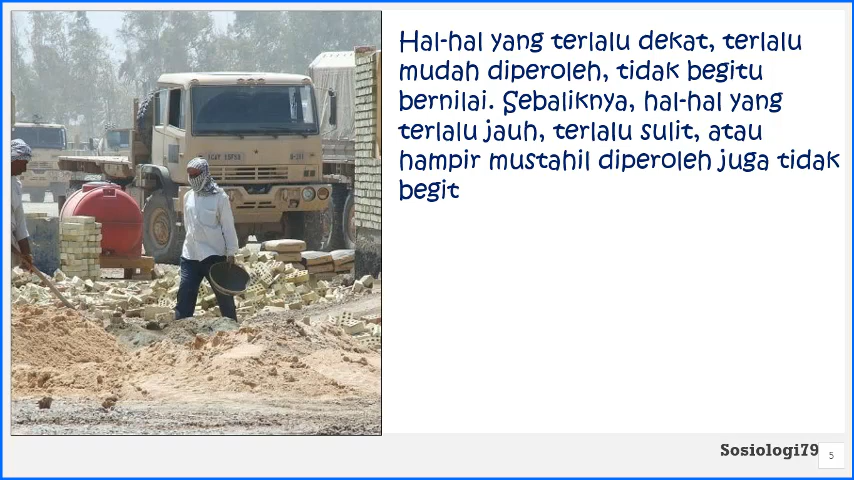 Hal-hal yang terlalu dekat, terlalu
mudah diperoleh, tidak begitu
bernilai. Sebaliknya, hal-hal yang
terlalu jauh, terlalu sulit, atau
hampir mustahil diperoleh juga tidak
begit
Sosiologi79
5